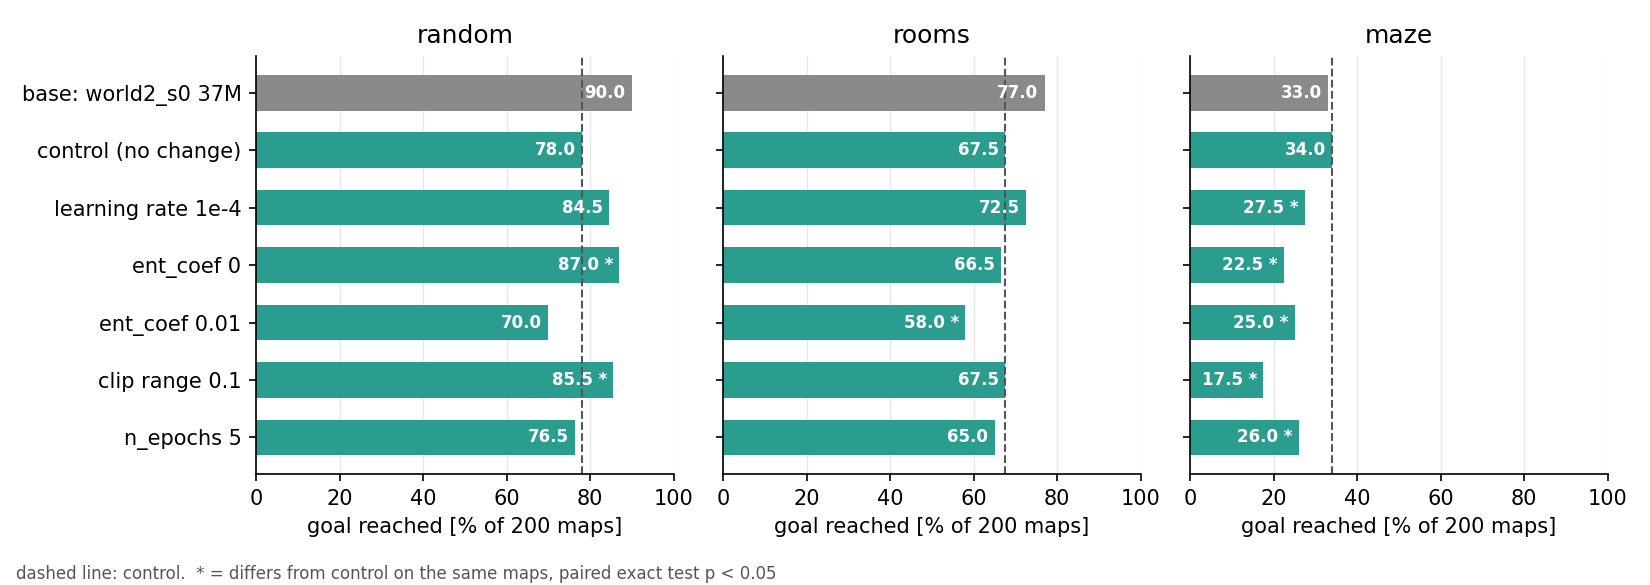 random rooms maze
base: world2_s0 37M 90.0 77.0 33.0
control (no change) 78.0 67.5 34.0
learning rate 1e-4 84.5 72.5 27.5 *
ent_coef 0 87.0 * 66.5 22.5 *
ent_coef 0.01 70.0 58.0 * 25.0 *
clip range 0.1 85.5 * 67.5 17.5 *
n_epochs 5 76.5 65.0 26.0 *
0 20 40 60 80 100 0 20 40 60 80 100 0 20 40 60 80 100
goal reached [% of 200 maps] goal reached [% of 200 maps] goal reached [% of 200 maps]
dashed line: control.  * = differs from control on the same maps, paired exact test p < 0.05